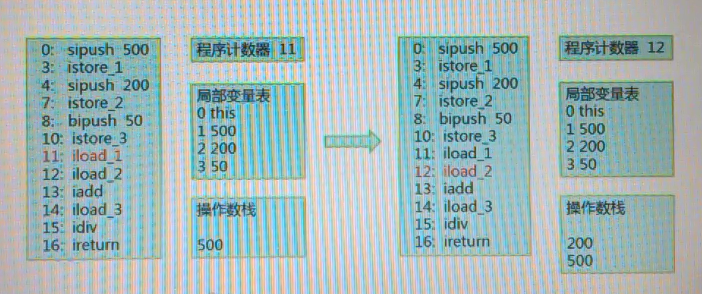 0: sipush 500
3: istore_1
4: sipush 200
7: istore_2
8: bipush 50
10: istore_3
11: iload_1
12: iload_2
13: iadd
14: iload_3
15: idiv
16: ireturn
程序计数器 11
局部变量表
0 this
1 500
2 200
3 50
操作数栈
500
0: sipush 500
3: istore_1
4: sipush 200
7: istore_2
8: bipush 50
10: istore_3
11: iload_1
12: iload_2
13: iadd
14: iload_3
15: idiv
16: ireturn
程序计数器 12
局部变量表
0 this
1 500
2 200
3 50
操作数栈
200
500